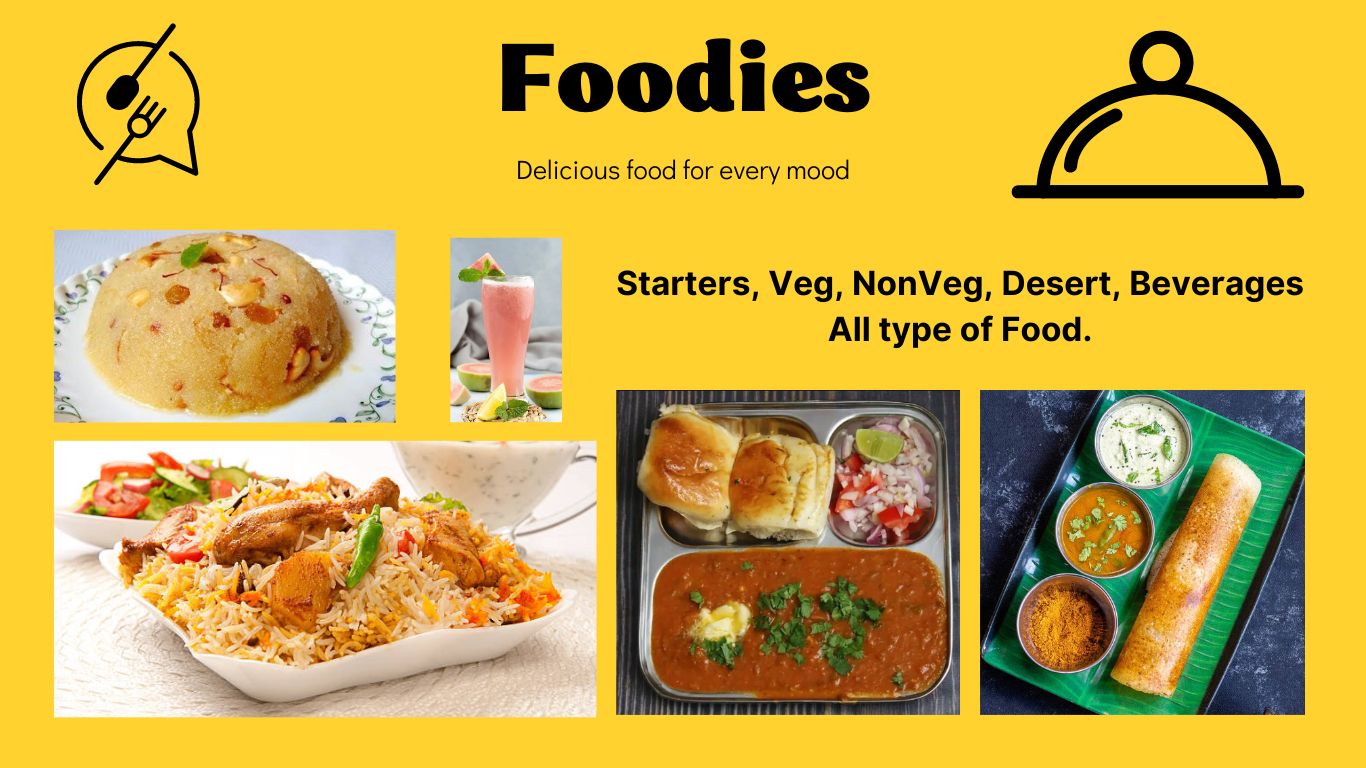 Foodies
Delicious food for every mood
Starters, Veg, NonVeg, Desert, Beverages
All type of Food.